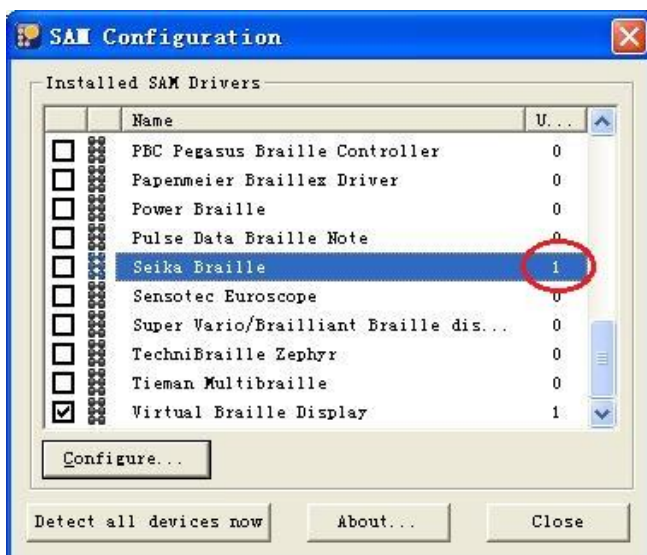 SAM Configuration
Installed SAM Drivers
Name U...
PBC Pegasus Braille Controller 0
Papenmeier Braillex Driver 0
Power Braille 0
Pulse Data Braille Note 0
Seika Braille 1
Sensotec Euroscope 0
Super Vario/Brailliant Braille dis... 0
TechniBraille Zephyr 0
Tieman Multibraille 0
Virtual Braille Display 1
Configure...
Detect all devices now About... Close